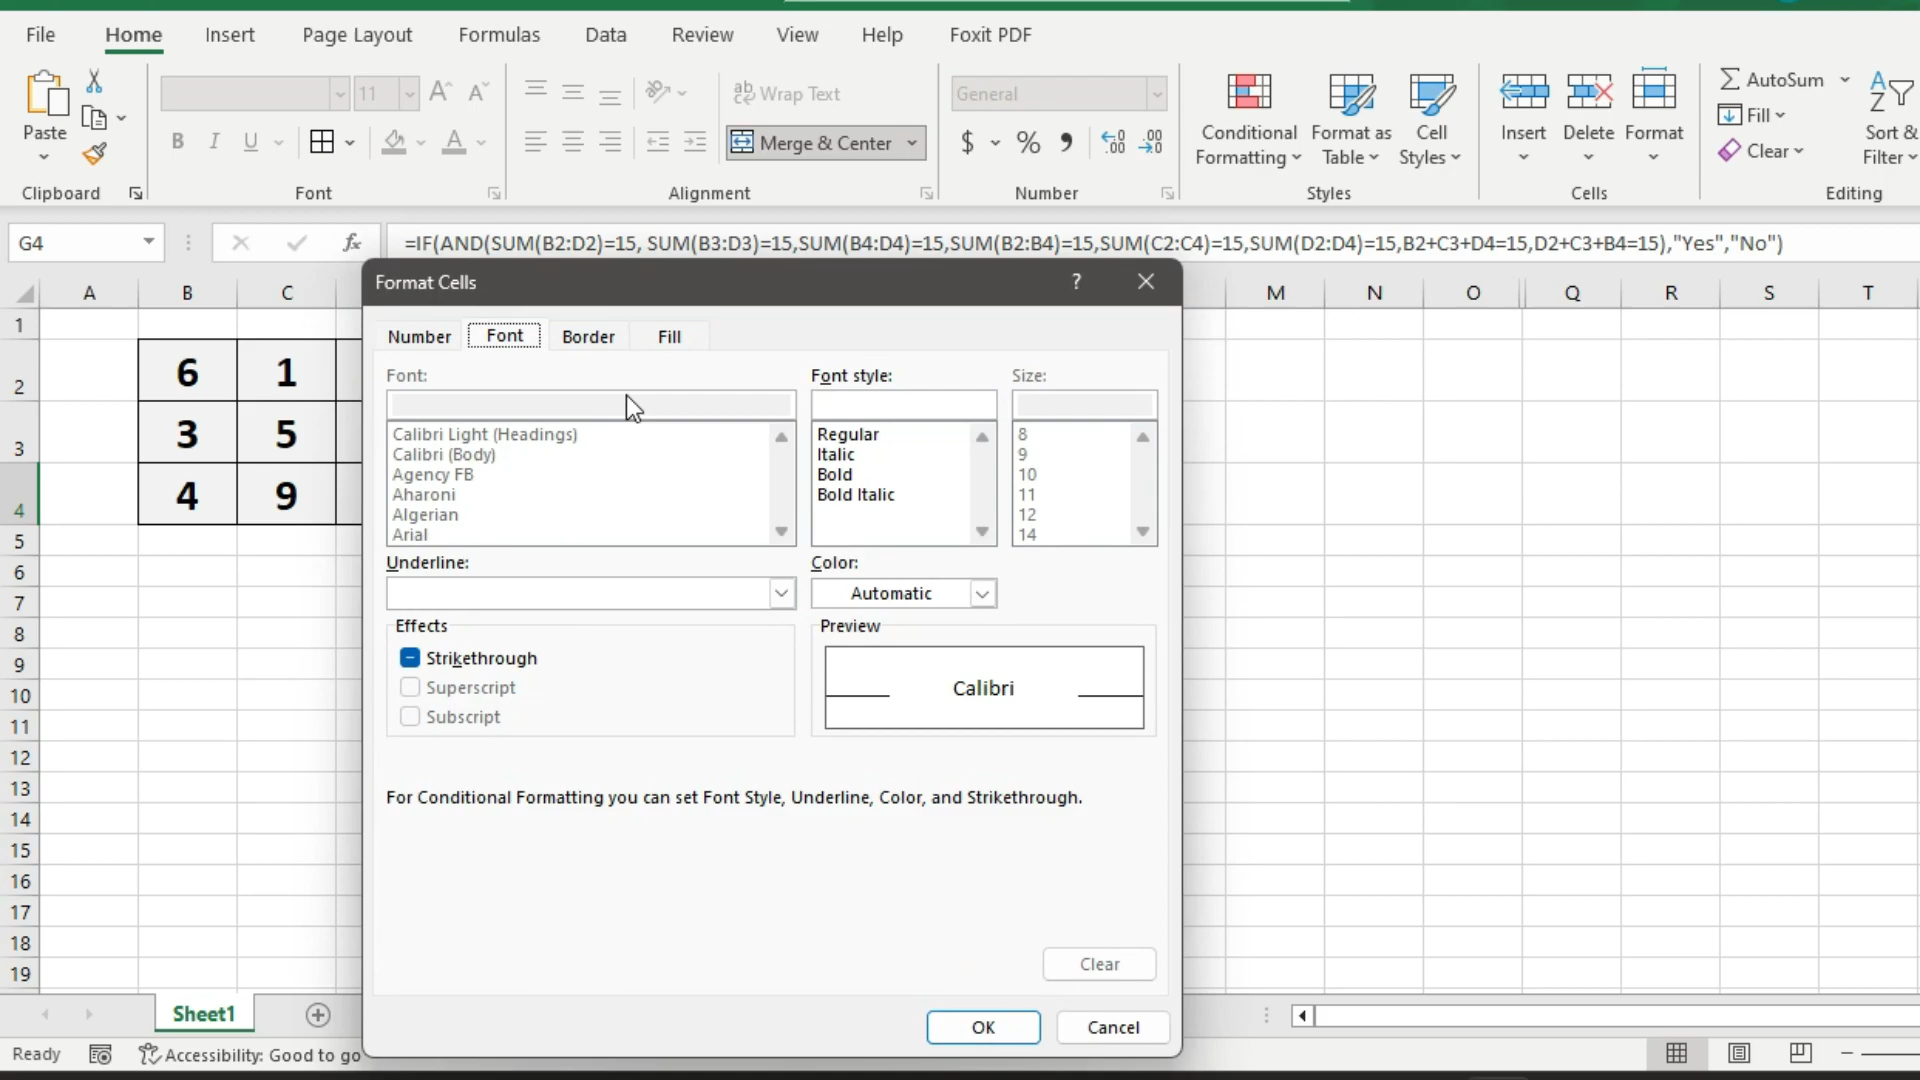 File Home Insert Page Layout Formulas Data Review View Help Foxit PDF
Paste
11 A A
ab Wrap Text
General
Conditional Formatting
Format as Table
Cell Styles
Insert
Delete
Format
AutoSum
Fill
Clear
Sort &
Filter
B I U A
Merge & Center
$ % , .00
Clipboard Font Alignment Number Styles Cells Editing
G4 fx =IF(AND(SUM(B2:D2)=15, SUM(B3:D3)=15,SUM(B4:D4)=15,SUM(B2:B4)=15,SUM(C2:C4)=15,SUM(D2:D4)=15,B2+C3+D4=15,D2+C3+B4=15),"Yes","No")
A B C M N O Q R S T
1
2 6 1
3 3 5
4 4 9
5
6
7
8
9
10
11
12
13
14
15
16
17
18
19
Format Cells ?
Number Font Border Fill
Font: Font style: Size:
Calibri Light (Headings) Regular 8
Calibri (Body) Italic 9
Agency FB Bold 10
Aharoni Bold Italic 11
Algerian 12
Arial 14
Underline: Color:
Automatic
Effects Preview
Strikethrough
Superscript
Subscript
Calibri
For Conditional Formatting you can set Font Style, Underline, Color, and Strikethrough.
Clear
OK Cancel
Sheet1
Ready Accessibility: Good to go